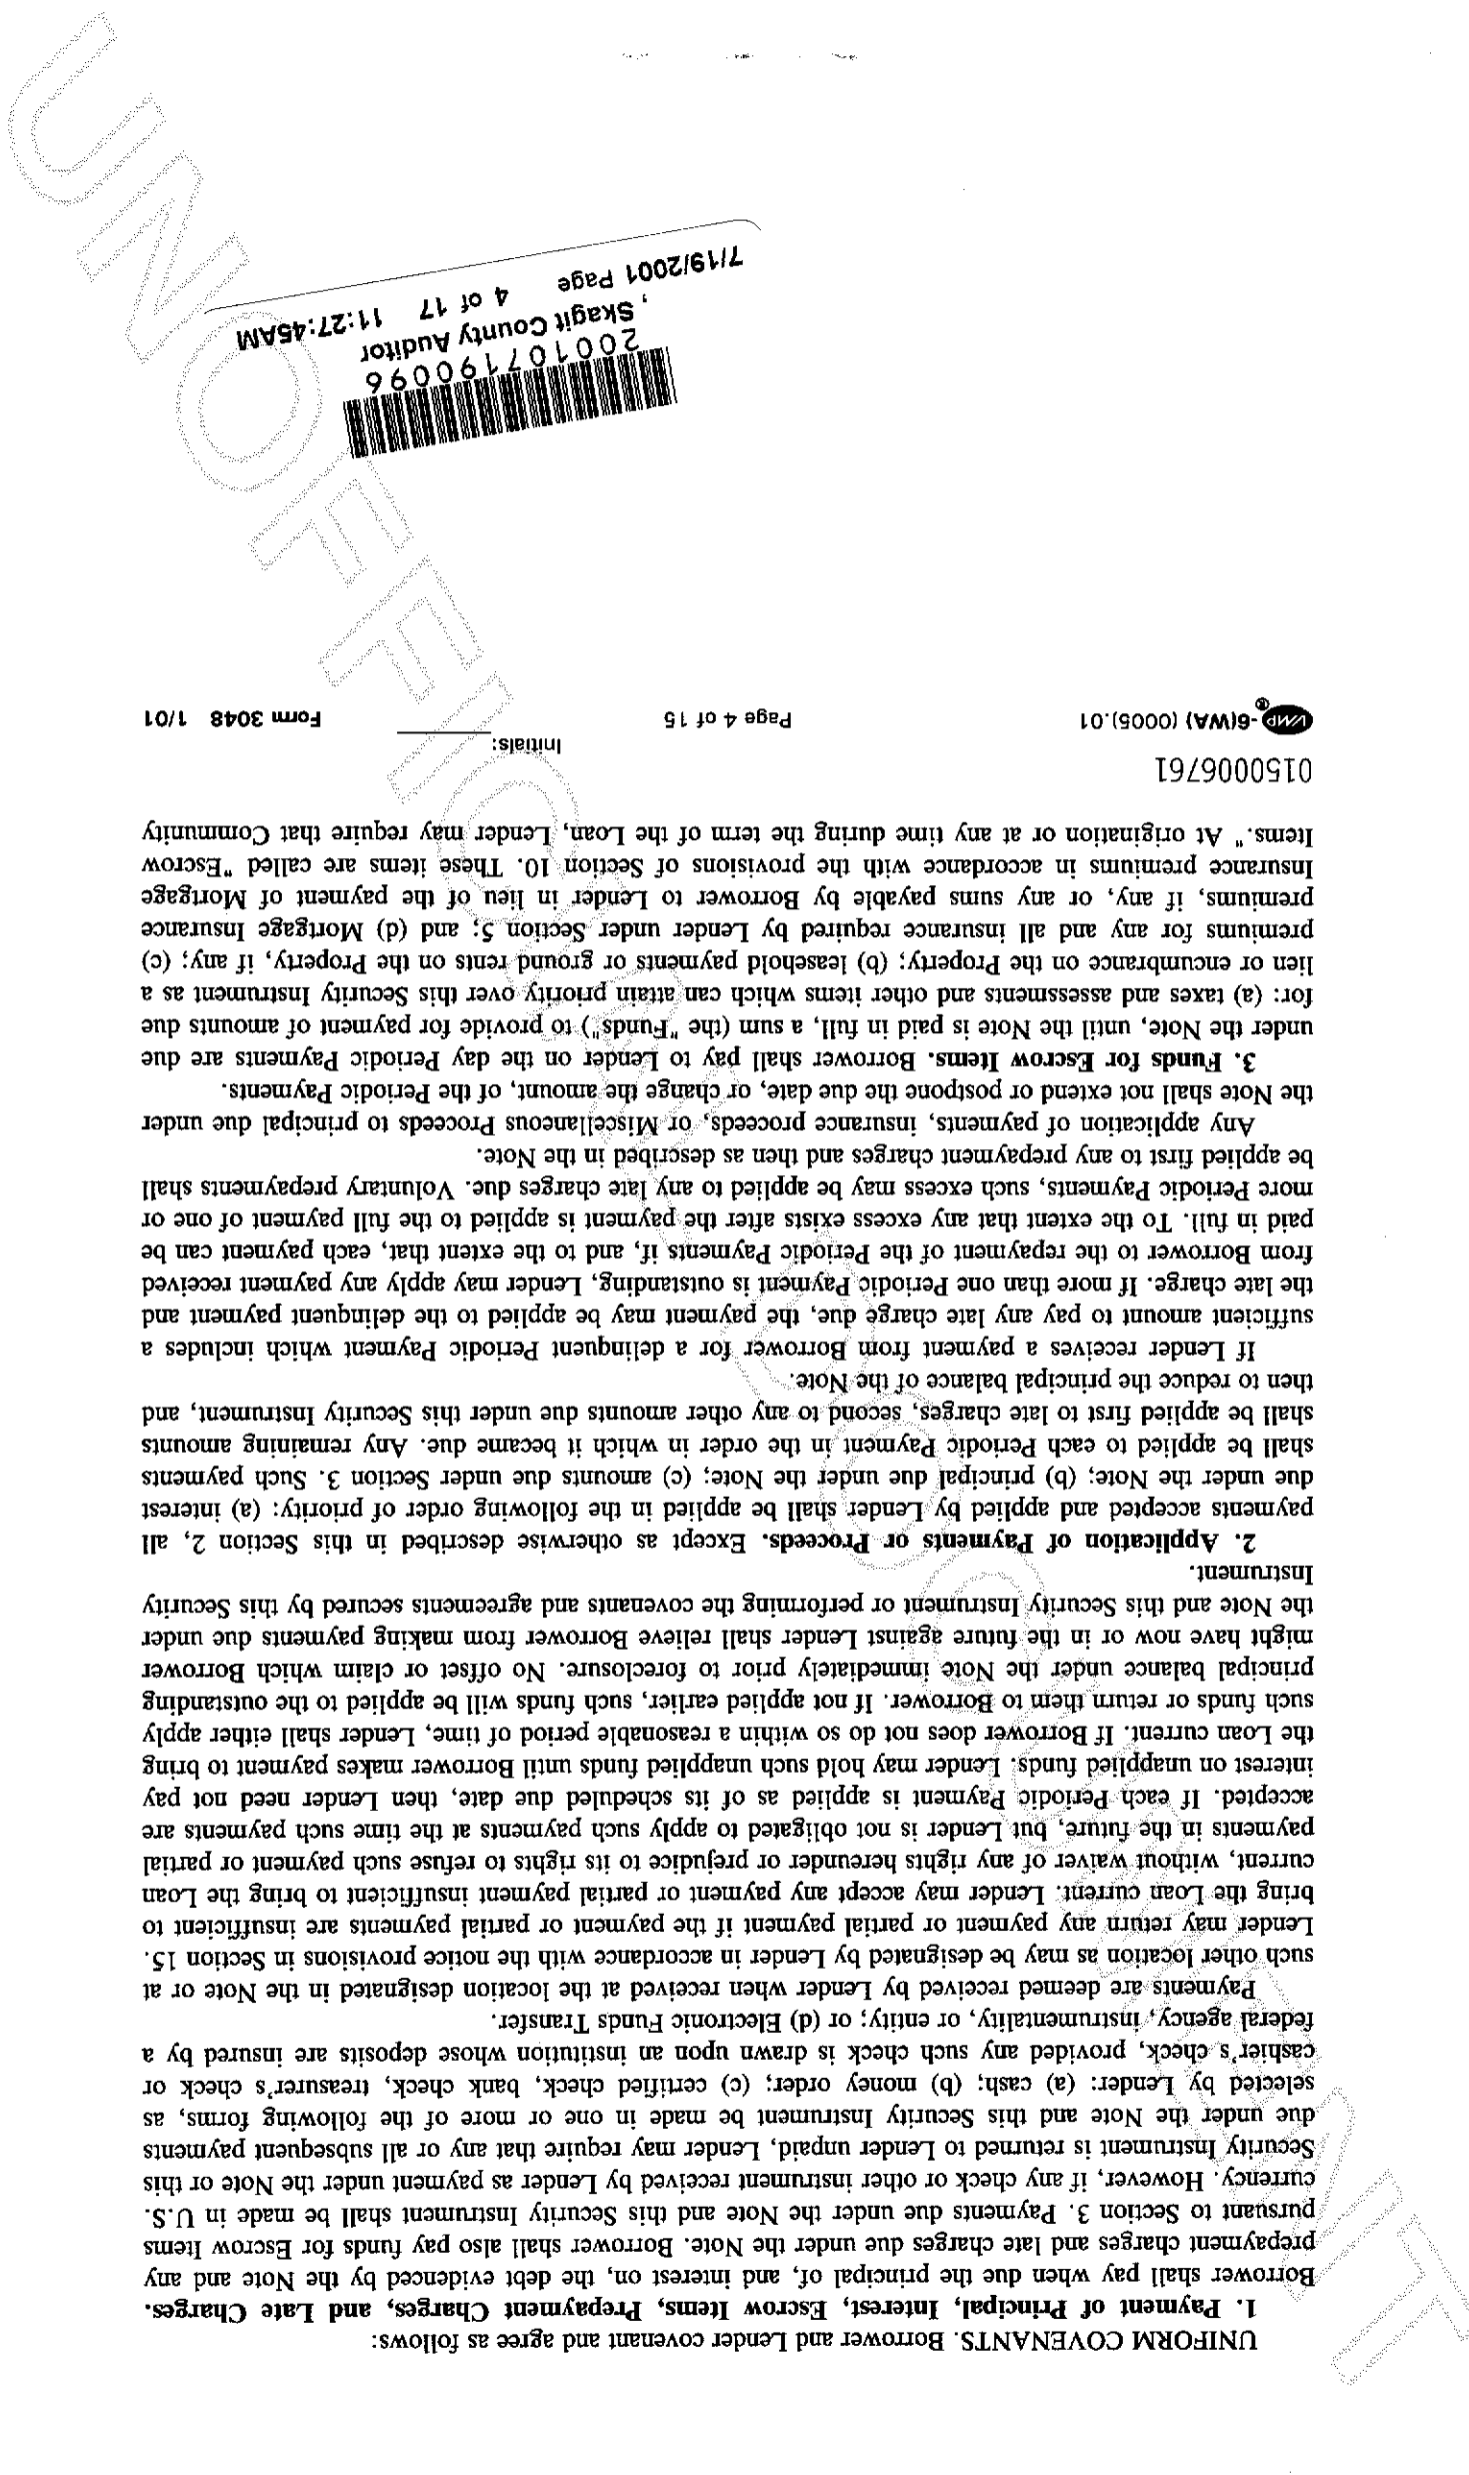 UNIFORM COVENANTS. Borrower and Lender covenant and agree as follows:
1. Payment of Principal, Interest, Escrow Items, Prepayment Charges, and Late Charges.
Borrower shall pay when due the principal of, and interest on, the debt evidenced by the Note and any
prepayment charges and late charges due under the Note. Borrower shall also pay funds for Escrow Items
pursuant to Section 3. Payments due under the Note and this Security Instrument shall be made in U.S.
currency. However, if any check or other instrument received by Lender as payment under the Note or this
Security Instrument is returned to Lender unpaid, Lender may require that any or all subsequent payments
due under the Note and this Security Instrument be made in one or more of the following forms, as
selected by Lender: (a) cash; (b) money order; (c) certified check, bank check, treasurer's check or
cashier's check, provided any such check is drawn upon an institution whose deposits are insured by a
federal agency, instrumentality, or entity; or (d) Electronic Funds Transfer.
Payments are deemed received by Lender when received at the location designated in the Note or at
such other location as may be designated by Lender in accordance with the notice provisions in Section 15.
Lender may return any payment or partial payment if the payment or partial payments are insufficient to
bring the Loan current. Lender may accept any payment or partial payment insufficient to bring the Loan
current, without waiver of any rights hereunder or prejudice to its rights to refuse such payment or partial
payments in the future, but Lender is not obligated to apply such payments at the time such payments are
accepted. If each Periodic Payment is applied as of its scheduled due date, then Lender need not pay
interest on unapplied funds. Lender may hold such unapplied funds until Borrower makes payment to bring
the Loan current. If Borrower does not do so within a reasonable period of time, Lender shall either apply
such funds or return them to Borrower. If not applied earlier, such funds will be applied to the outstanding
principal balance under the Note immediately prior to foreclosure. No offset or claim which Borrower
might have now or in the future against Lender shall relieve Borrower from making payments due under
the Note and this Security Instrument or performing the covenants and agreements secured by this Security
Instrument.
2. Application of Payments or Proceeds. Except as otherwise described in this Section 2, all
payments accepted and applied by Lender shall be applied in the following order of priority: (a) interest
due under the Note; (b) principal due under the Note; (c) amounts due under Section 3. Such payments
shall be applied to each Periodic Payment in the order in which it became due. Any remaining amounts
shall be applied first to late charges, second to any other amounts due under this Security Instrument, and
then to reduce the principal balance of the Note.
If Lender receives a payment from Borrower for a delinquent Periodic Payment which includes a
sufficient amount to pay any late charge due, the payment may be applied to the delinquent payment and
the late charge. If more than one Periodic Payment is outstanding, Lender may apply any payment received
from Borrower to the repayment of the Periodic Payments if, and to the extent that, each payment can be
paid in full. To the extent that any excess exists after the payment is applied to the full payment of one or
more Periodic Payments, such excess may be applied to any late charges due. Voluntary prepayments shall
be applied first to any prepayment charges and then as described in the Note.
Any application of payments, insurance proceeds, or Miscellaneous Proceeds to principal due under
the Note shall not extend or postpone the due date, or change the amount, of the Periodic Payments.
3. Funds for Escrow Items. Borrower shall pay to Lender on the day Periodic Payments are due
under the Note, until the Note is paid in full, a sum (the "Funds") to provide for payment of amounts due
for: (a) taxes and assessments and other items which can attain priority over this Security Instrument as a
lien or encumbrance on the Property; (b) leasehold payments or ground rents on the Property, if any; (c)
premiums for any and all insurance required by Lender under Section 5; and (d) Mortgage Insurance
premiums, if any, or any sums payable by Borrower to Lender in lieu of the payment of Mortgage
Insurance premiums in accordance with the provisions of Section 10. These items are called "Escrow
Items." At origination or at any time during the term of the Loan, Lender may require that Community
0150006761
Initials:
VMP®-6(WA) (0005).01 Page 4 of 15 Form 3048 1/01
200107190096
, Skagit County Auditor
7/19/2001 Page 4 of 17 11:27:45AM
UNOFFICIAL DOCUMENT